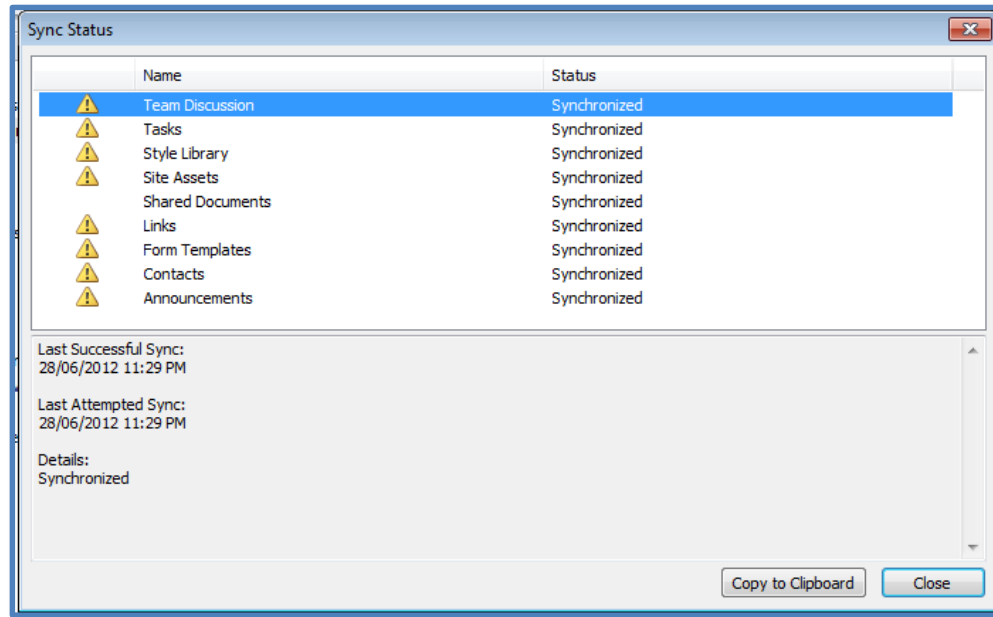 Sync Status
Name Status
Team Discussion Synchronized
Tasks Synchronized
Style Library Synchronized
Site Assets Synchronized
Shared Documents Synchronized
Links Synchronized
Form Templates Synchronized
Contacts Synchronized
Announcements Synchronized
Last Successful Sync:
28/06/2012 11:29 PM
Last Attempted Sync:
28/06/2012 11:29 PM
Details:
Synchronized
Copy to Clipboard Close